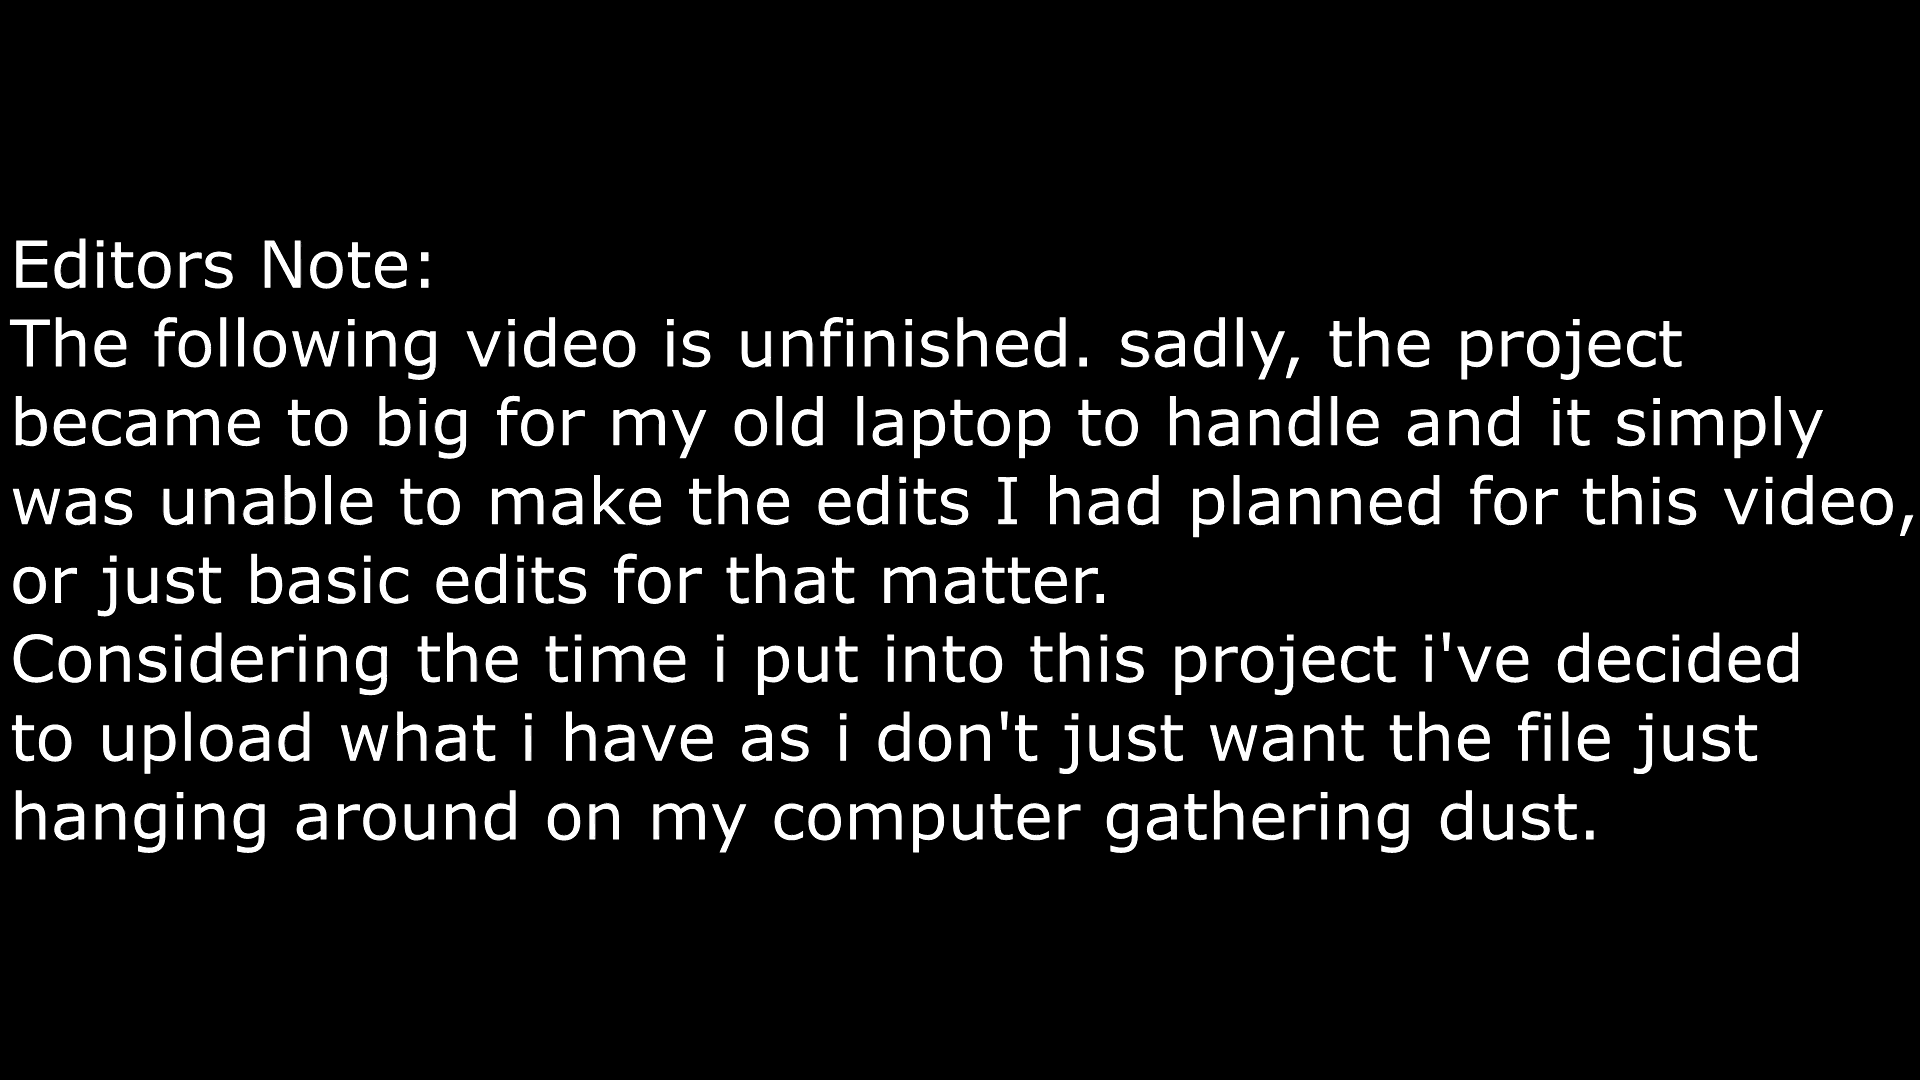 Editors Note:
The following video is unfinished. sadly, the project
became to big for my old laptop to handle and it simply
was unable to make the edits I had planned for this video,
or just basic edits for that matter.
Considering the time i put into this project i've decided
to upload what i have as i don't just want the file just
hanging around on my computer gathering dust.